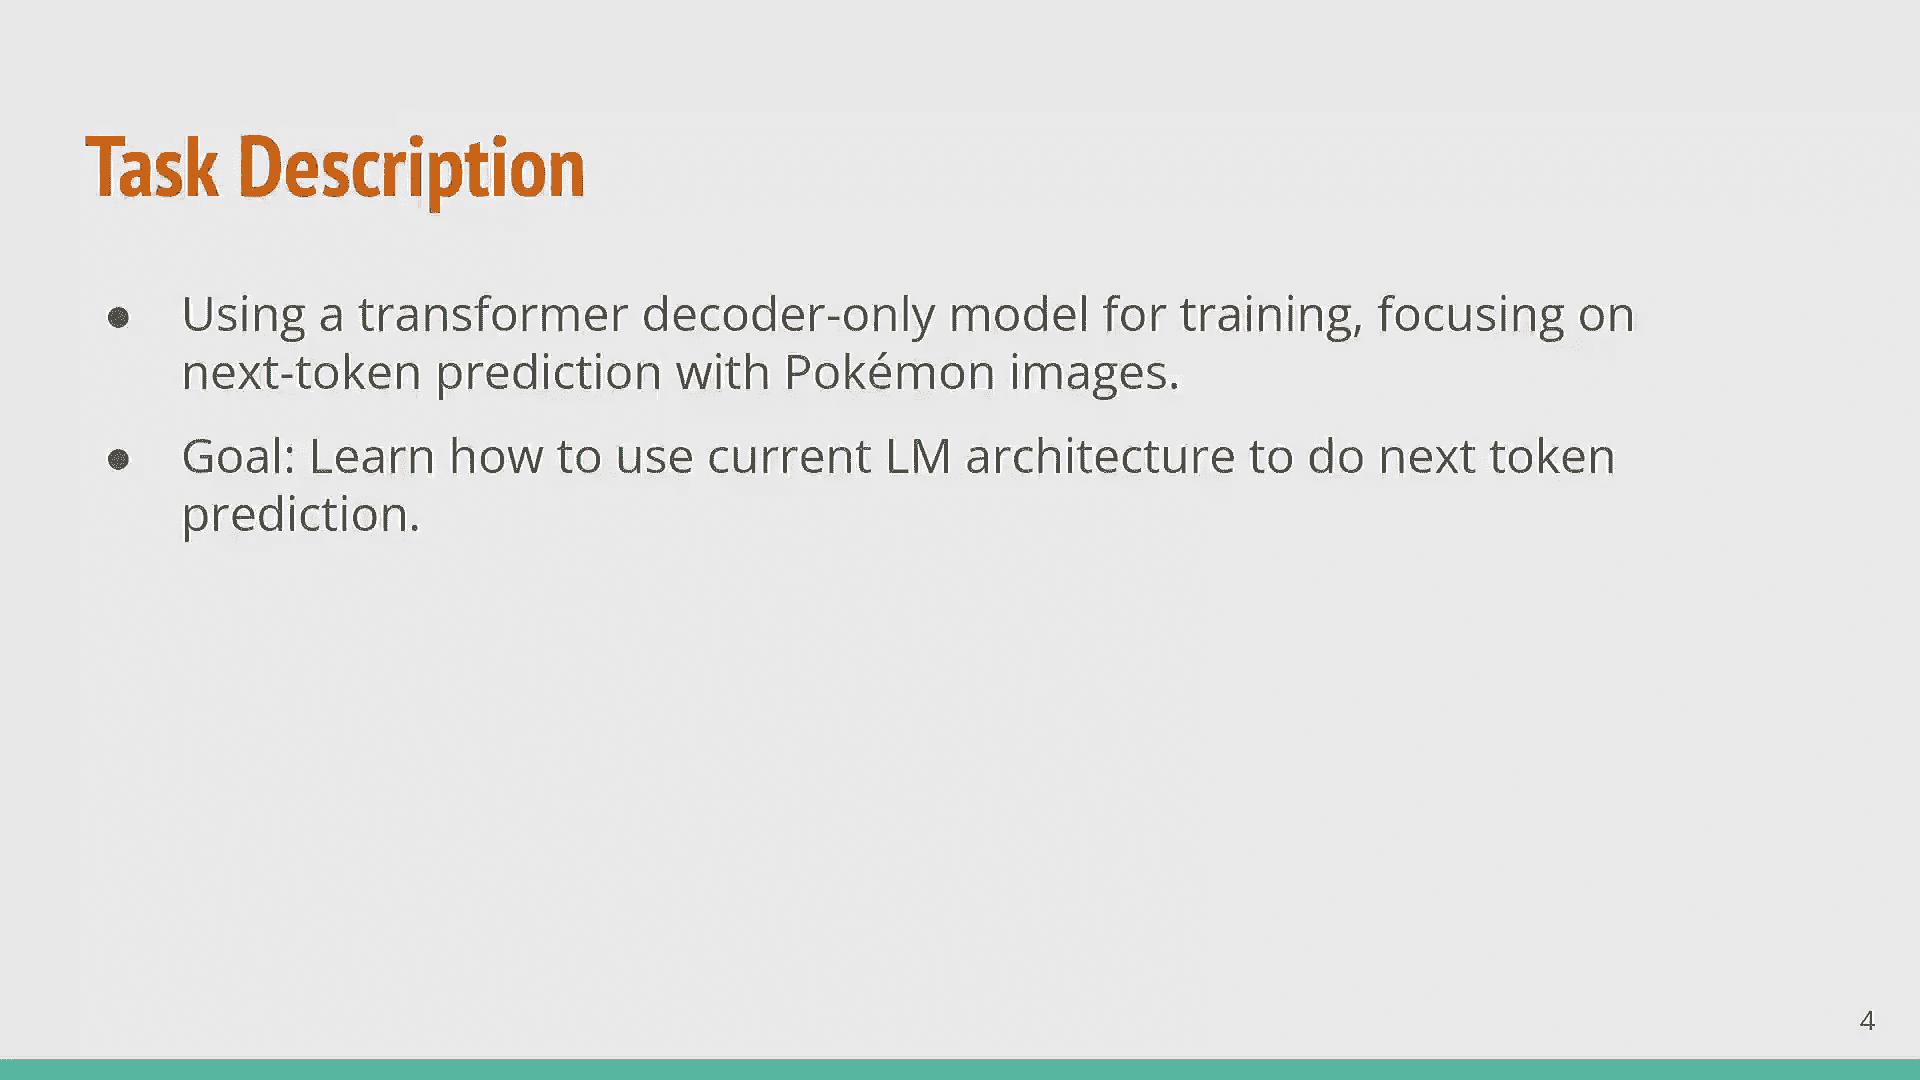 Task Description
● Using a transformer decoder-only model for training, focusing on
next-token prediction with Pokémon images.
● Goal: Learn how to use current LM architecture to do next token
prediction.
4